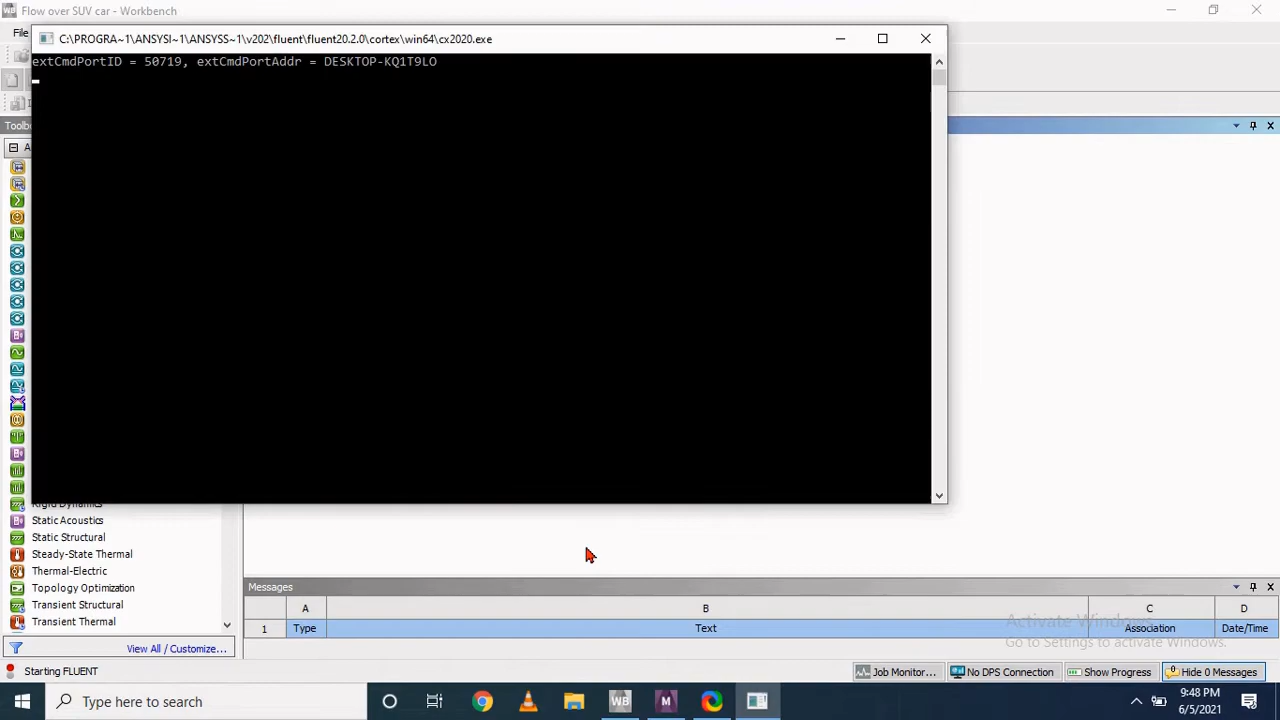 Flow over SUV car - Workbench
File
C:\PROGRA~1\ANSYSI~1\ANSYSS~1\v202\fluent\fluent20.2.0\cortex\win64\cx2020.exe
extCmdPortID = 50719, extCmdPortAddr = DESKTOP-KQ1T9LO
Static Acoustics
Static Structural
Steady-State Thermal
Thermal-Electric
Topology Optimization
Transient Structural
Transient Thermal
View All / Customize...
Messages
A B C D
1 Type Text Association Date/Time
Activate Windows
Go to Settings to activate Windows.
Starting FLUENT
Job Monitor... No DPS Connection Show Progress Hide 0 Messages
WB M
Type here to search
9:48 PM
6/5/2021